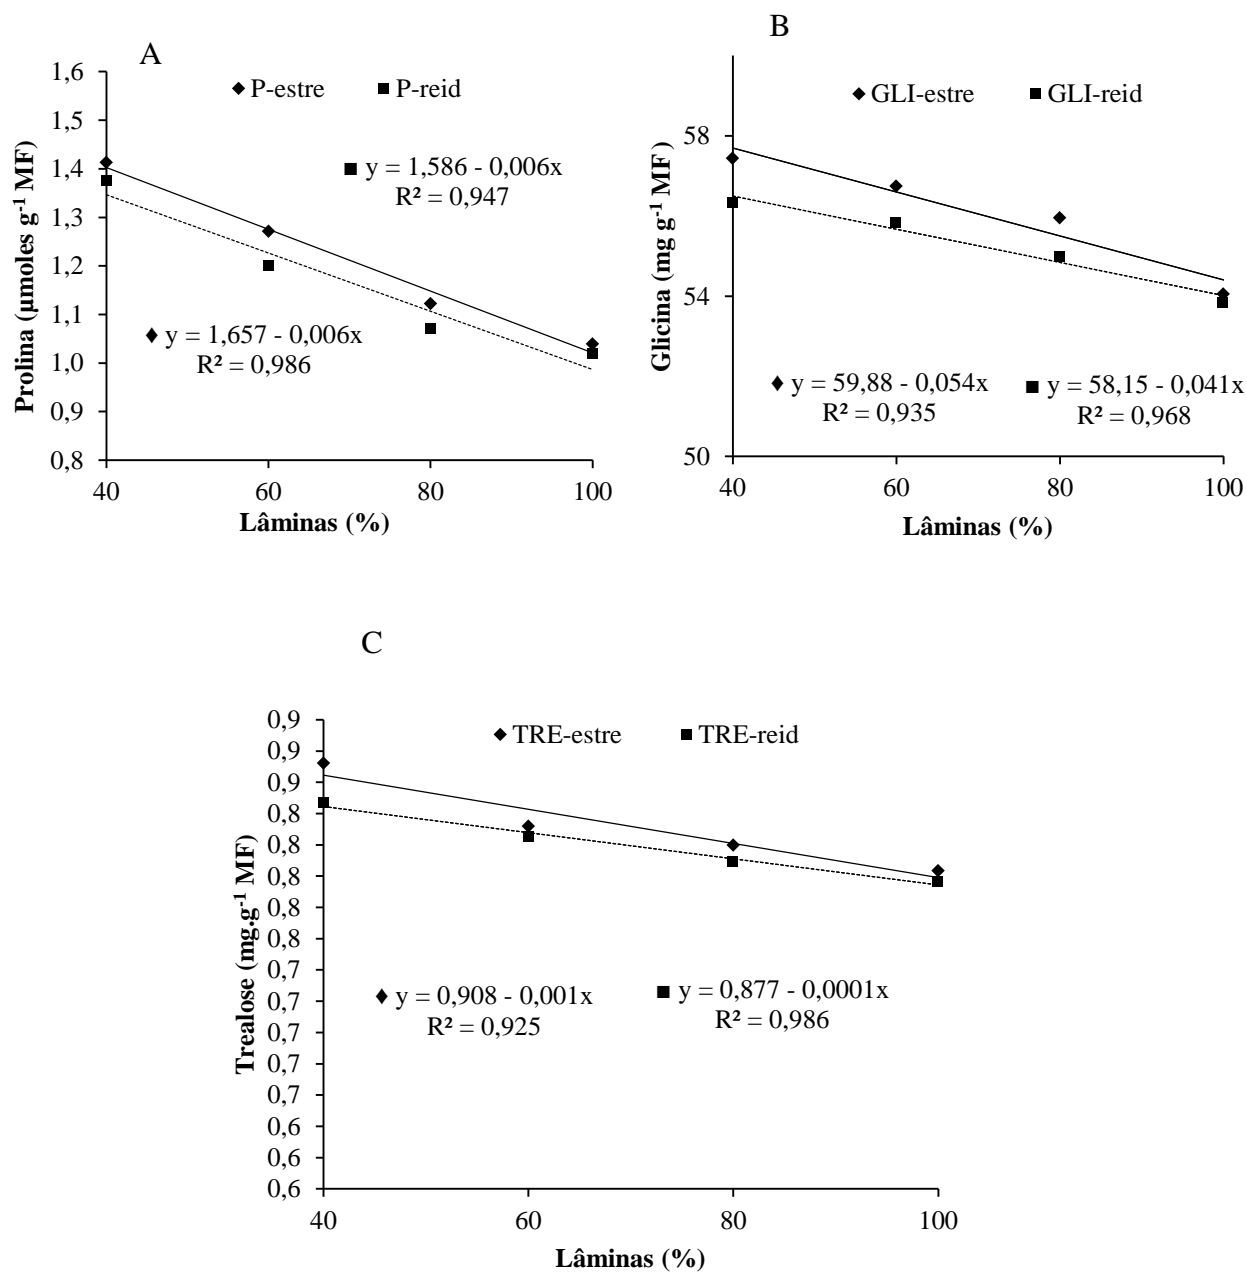 A
1,6
1,5
1,4
1,3
1,2
1,1
1,0
0,9
0,8
Prolina (µmoles g⁻¹ MF)
P-estre
P-reid
y = 1,586 - 0,006x
R² = 0,947
y = 1,657 - 0,006x
R² = 0,986
40 60 80 100
Lâminas (%)
B
58
54
50
Glicina (mg g⁻¹ MF )
GLI-estre
GLI-reid
y = 59,88 - 0,054x
R² = 0,935
y = 58,15 - 0,041x
R² = 0,968
40 60 80 100
Lâminas (%)
C
0,9
0,9
0,9
0,8
0,8
0,8
0,8
0,8
0,7
0,7
0,7
0,7
0,7
0,6
0,6
0,6
Trealose (mg.g⁻¹ MF)
TRE-estre
TRE-reid
y = 0,908 - 0,001x
R² = 0,925
y = 0,877 - 0,0001x
R² = 0,986
40 60 80 100
Lâminas (%)